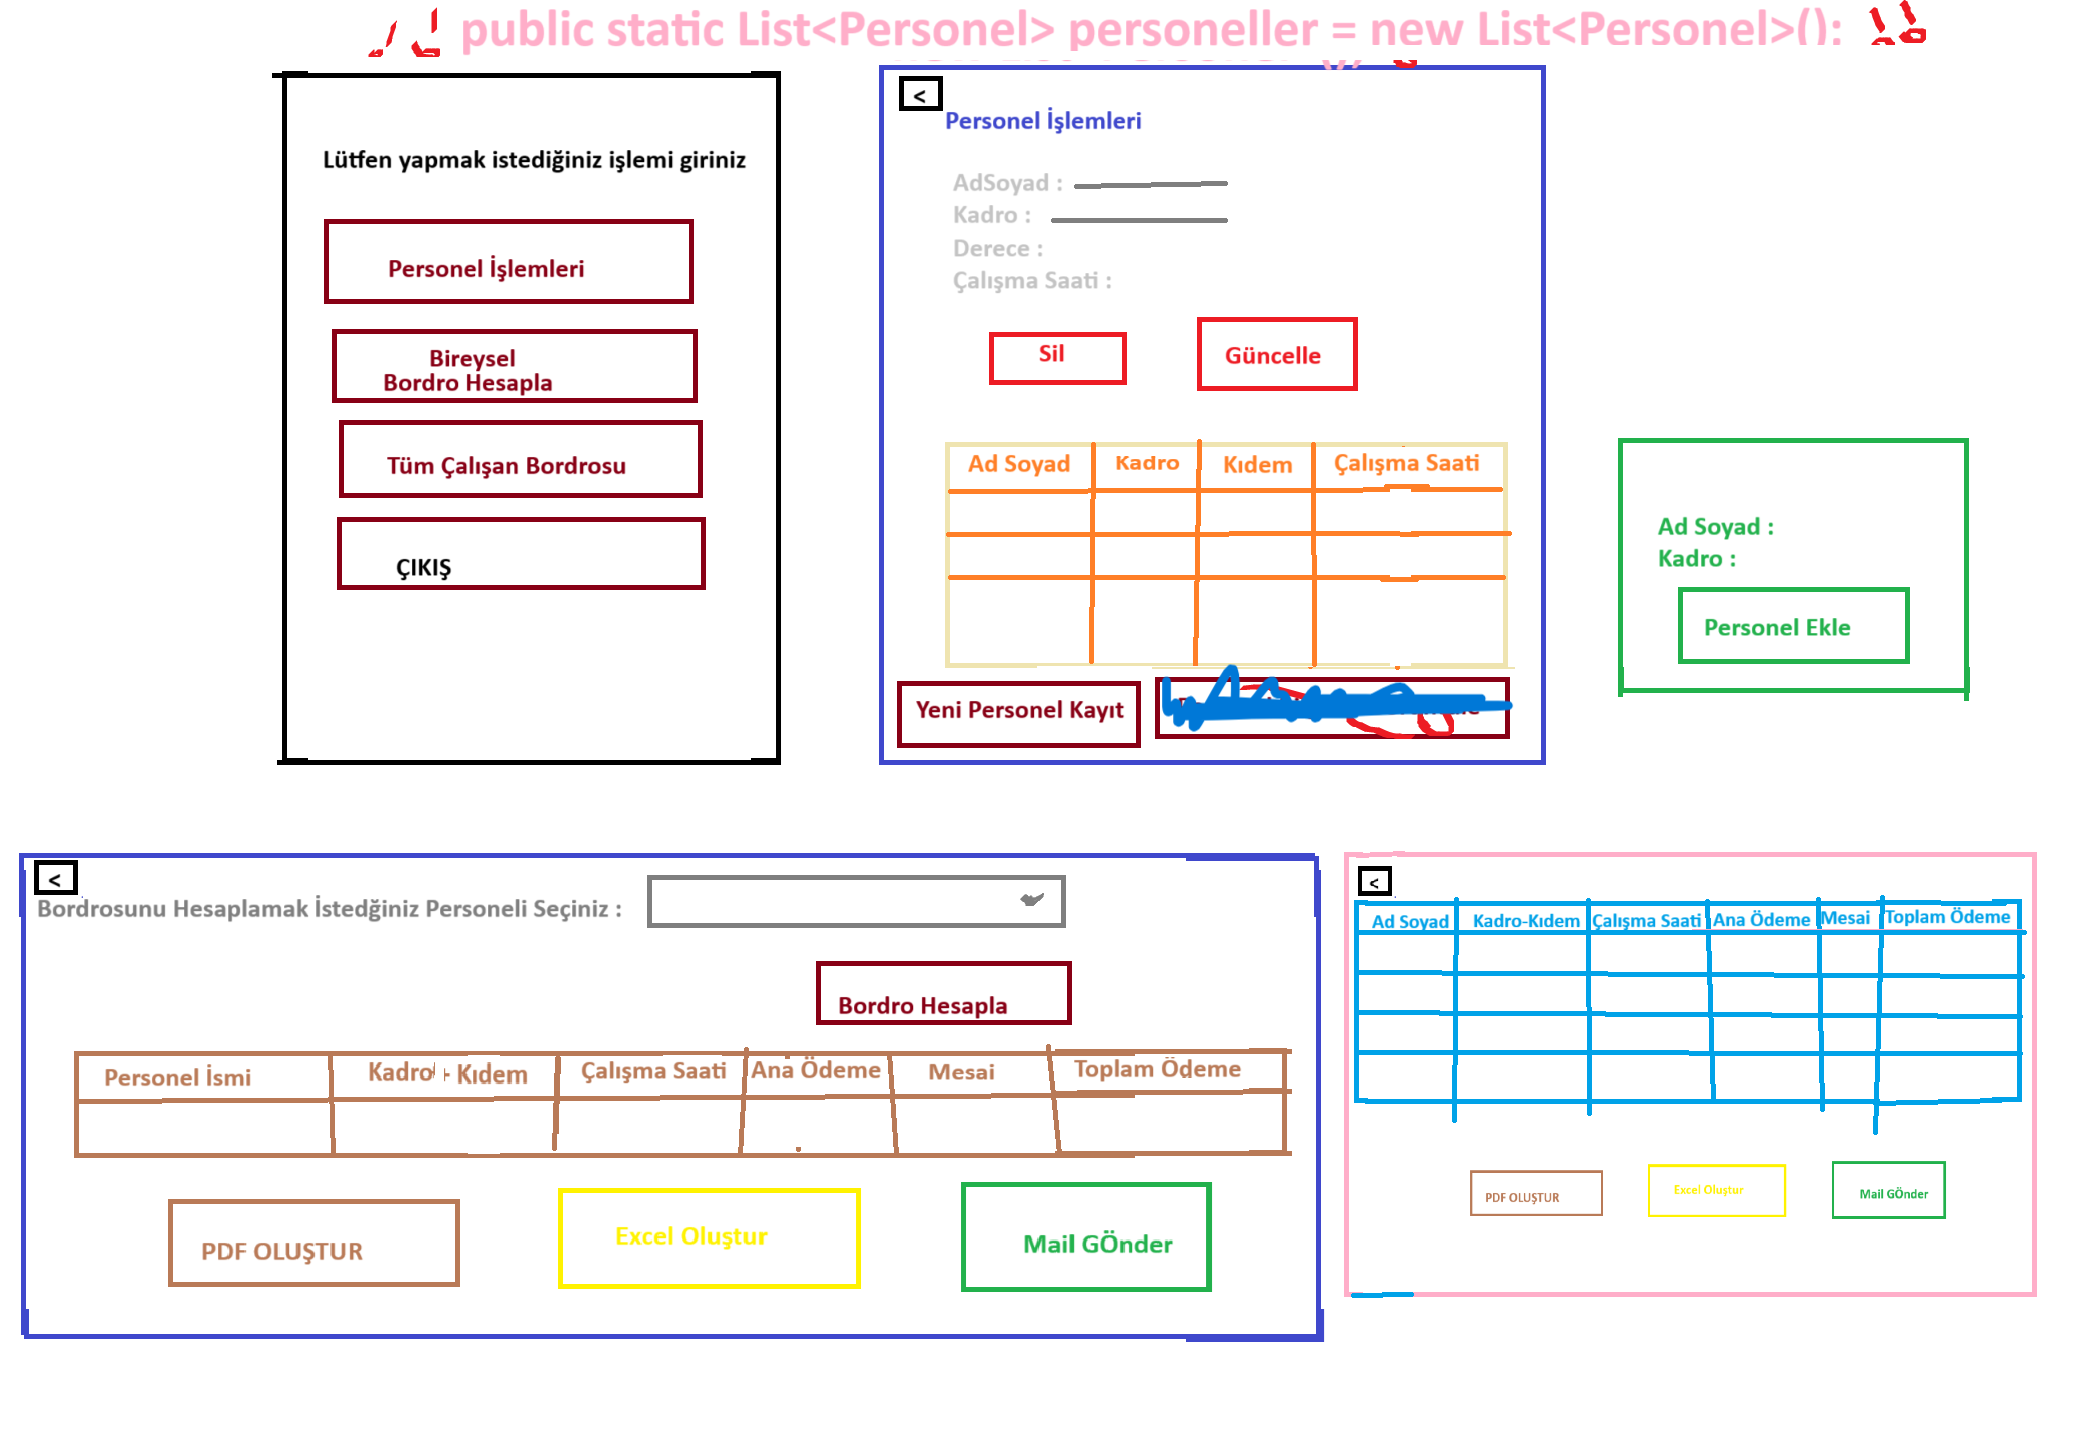 public static List<Personel> personeller = new List<Personel>();
Lütfen yapmak istediğiniz işlemi giriniz
Personel İşlemleri
Bireysel
Bordro Hesapla
Tüm Çalışan Bordrosu
ÇIKIŞ
<
Personel İşlemleri
AdSoyad :
Kadro :
Derece :
Çalışma Saati :
Sil
Güncelle
Ad Soyad Kadro Kıdem Çalışma Saati
Yeni Personel Kayıt
Ad Soyad :
Kadro :
Personel Ekle
<
Bordrosunu Hesaplamak İstedğiniz Personeli Seçiniz :
Bordro Hesapla
Personel İsmi Kadro - Kıdem Çalışma Saati Ana Ödeme Mesai Toplam Ödeme
PDF OLUŞTUR
Excel Oluştur
Mail GÖnder
<
Ad Soyad Kadro-Kıdem Çalışma Saati Ana Ödeme Mesai Toplam Ödeme
PDF OLUŞTUR
Excel Oluştur
Mail GÖnder